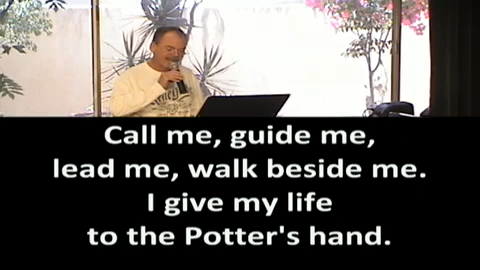 Call me, guide me,
lead me, walk beside me.
I give my life
to the Potter's hand.